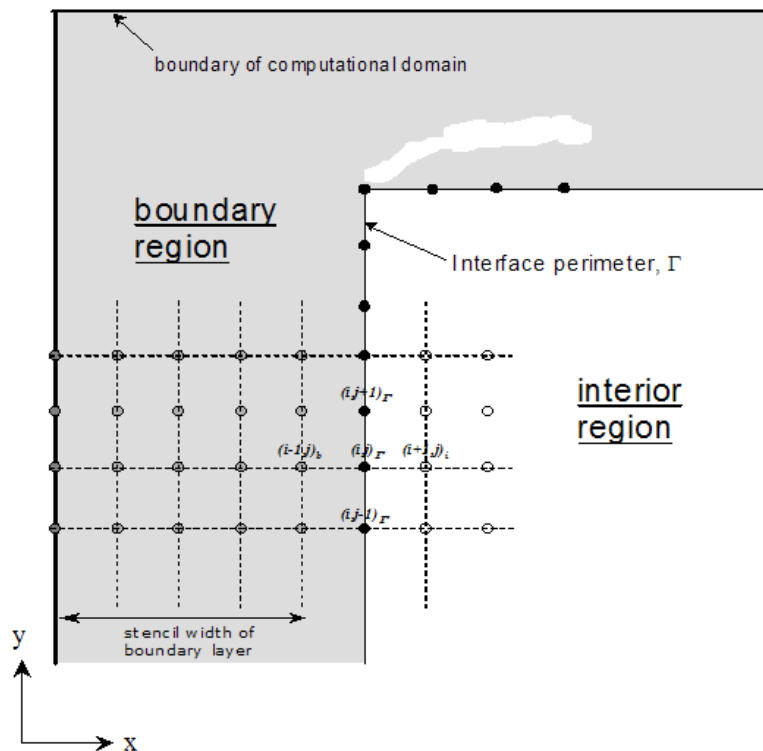 boundary of computational domain
boundary
region
Interface perimeter, Γ
(i,j+1)Γ
interior
region
(i-1,j)b
(i,j)Γ
(i+1,j)i
(i,j-1)Γ
stencil width of
boundary layer
y
x